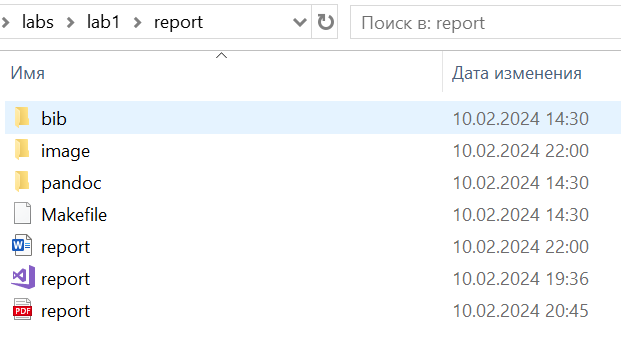 labs lab1 report Поиск в: report
Имя Дата изменения
bib 10.02.2024 14:30
image 10.02.2024 22:00
pandoc 10.02.2024 14:30
Makefile 10.02.2024 14:30
report 10.02.2024 22:00
report 10.02.2024 19:36
PDF report 10.02.2024 20:45